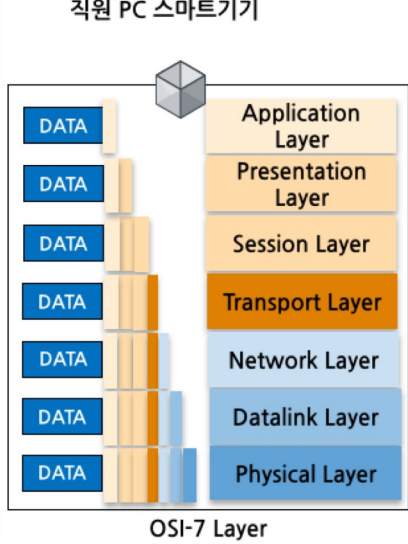 직원 PC 스마트기기
DATA
Application
Layer
DATA
Presentation
Layer
DATA
Session Layer
DATA
Transport Layer
DATA
Network Layer
DATA
Datalink Layer
DATA
Physical Layer
OSI-7 Layer